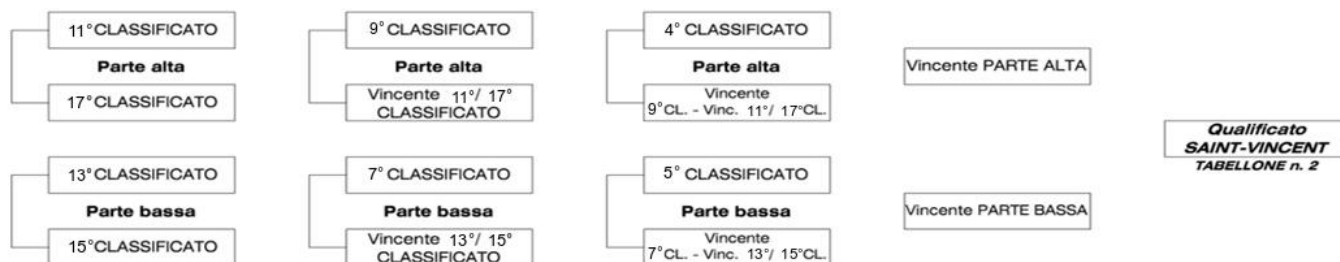 11° CLASSIFICATO
Parte alta
17° CLASSIFICATO
9° CLASSIFICATO
Parte alta
Vincente 11°/ 17°
CLASSIFICATO
4° CLASSIFICATO
Parte alta
Vincente
9°CL. - Vinc. 11°/ 17°CL.
Vincente PARTE ALTA
13° CLASSIFICATO
Parte bassa
15°CLASSIFICATO
7° CLASSIFICATO
Parte bassa
Vincente 13°/ 15°
CLASSIFICATO
5° CLASSIFICATO
Parte bassa
Vincente
7°CL. - Vinc. 13°/ 15°CL.
Vincente PARTE BASSA
Qualificato
SAINT-VINCENT
TABELLONE n. 2